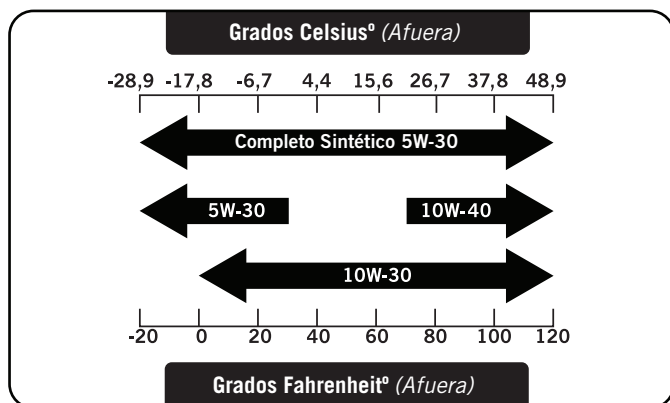 Grados Celsiusº (Afuera)
-28,9 -17,8 -6,7 4,4 15,6 26,7 37,8 48,9
Completo Sintético 5W-30
5W-30 10W-40
10W-30
-20 0 20 40 60 80 100 120
Grados Fahrenheitº (Afuera)